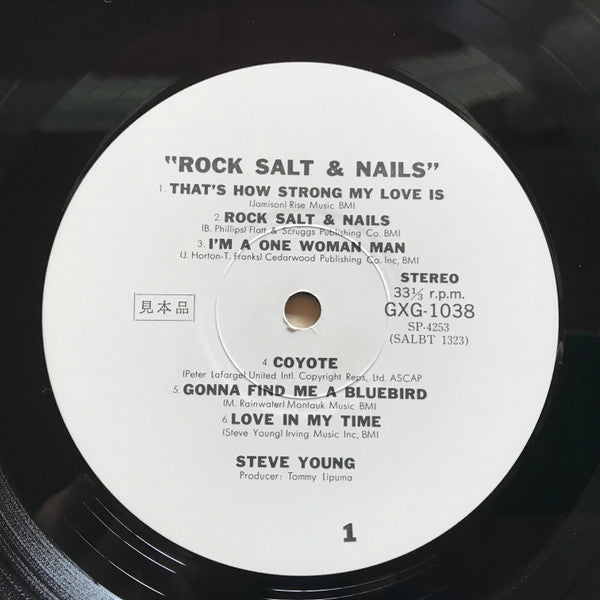 "ROCK SALT & NAILS"
1. THAT'S HOW STRONG MY LOVE IS
(Jamison) Rise Music BMI
2. ROCK SALT & NAILS
(B. Phillips) Flatt & Scruggs Publishing Co. BMI
3. I'M A ONE WOMAN MAN
(J. Horton-T. Franks) Cedarwood Publishing Co. Inc, BMI
STEREO
33⅓ r.p.m.
GXG-1038
SP-4253
(SALBT 1323)
見本品
4. COYOTE
(Peter Lafarge) United Intl. Copyright Reps, Ltd. ASCAP
5. GONNA FIND ME A BLUEBIRD
(M. Rainwater) Montauk Music BMI
6. LOVE IN MY TIME
(Steve Young) Irving Music Inc, BMI
STEVE YOUNG
Producer: Tommy Lipuma
1